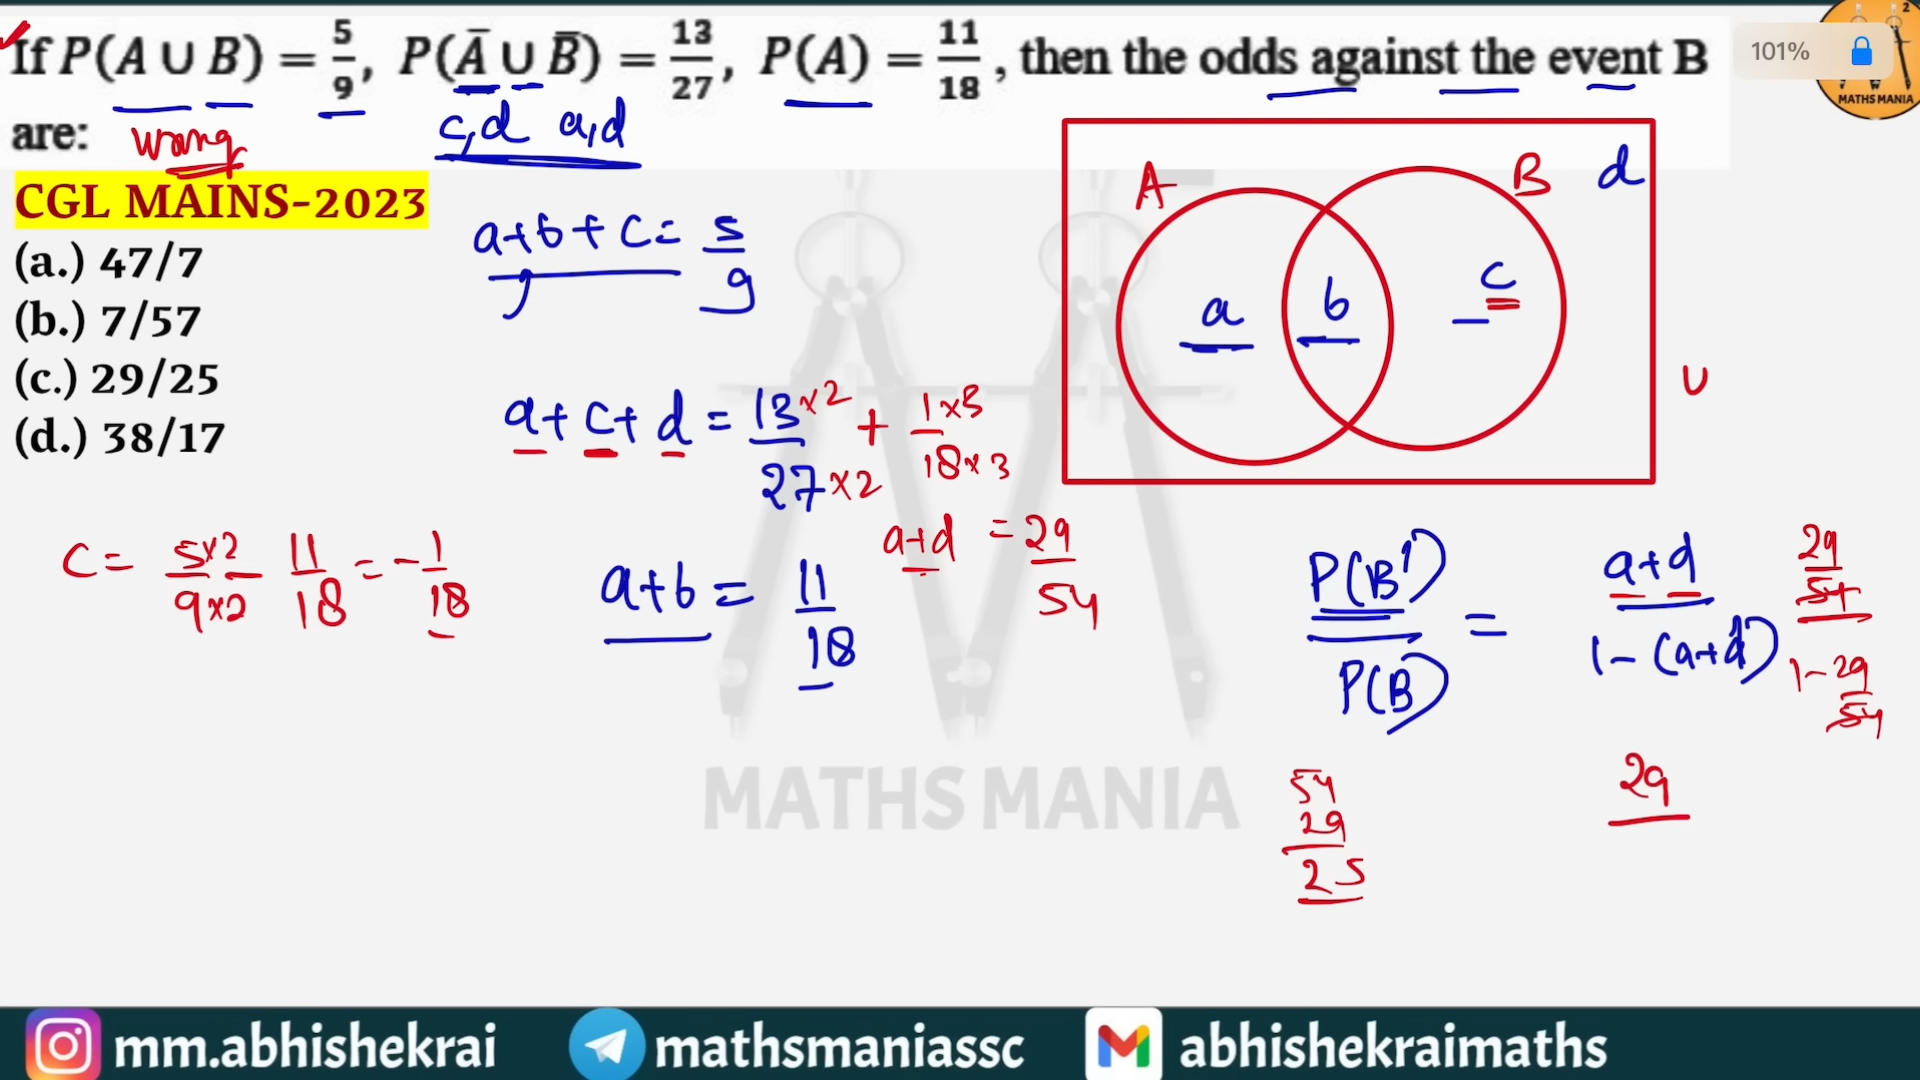 If P(A ∪ B) = 5/9, P(Ā ∪ B̄) = 13/27, P(A) = 11/18, then the odds against the event B
are:
wrong
c,d a,d
101%
MATHS MANIA
CGL MAINS-2023
(a.) 47/7
(b.) 7/57
(c.) 29/25
(d.) 38/17
a+b+c = 5/9
a+c+d = 13×2/27×2 + 1×3/18×3
a+d = 29/54
c = 5×2/9×2 - 11/18 = -1/18
a+b = 11/18
A
B
d
a
b
c
U
P(B')/P(B) = a+d/1-(a+d)
29/54
1-29/54
54
29
25
29
MATHS MANIA
mm.abhishekrai
mathsmaniassc
abhishekraimaths